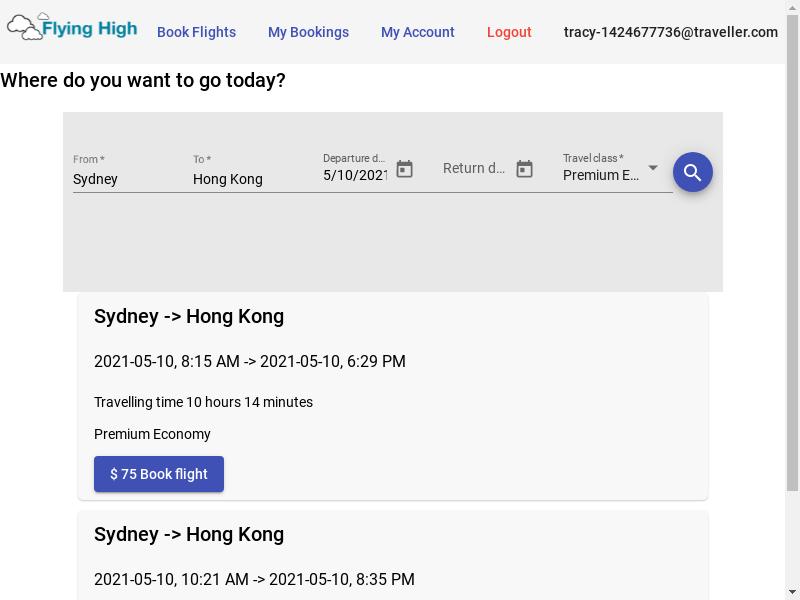 Flying High Book Flights My Bookings My Account Logout tracy-1424677736@traveller.com
Where do you want to go today?
From * To * Departure d... Travel class *
Sydney Hong Kong 5/10/2021 Return d... Premium E...
Sydney -> Hong Kong
2021-05-10, 8:15 AM -> 2021-05-10, 6:29 PM
Travelling time 10 hours 14 minutes
Premium Economy
$ 75 Book flight
Sydney -> Hong Kong
2021-05-10, 10:21 AM -> 2021-05-10, 8:35 PM